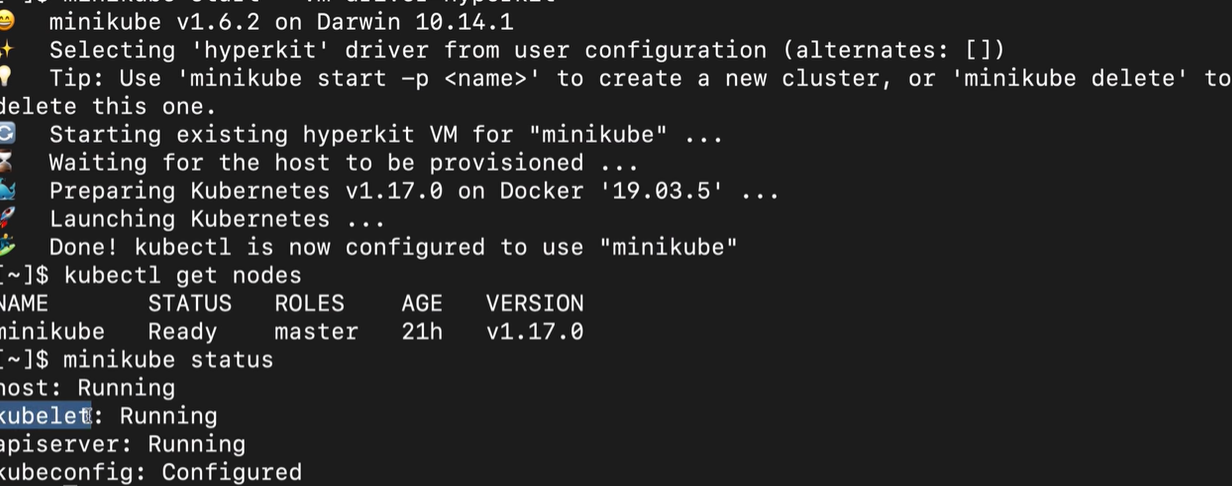 minikube v1.6.2 on Darwin 10.14.1
Selecting 'hyperkit' driver from user configuration (alternates: [])
Tip: Use 'minikube start -p <name>' to create a new cluster, or 'minikube delete' to
delete this one.
Starting existing hyperkit VM for "minikube" ...
Waiting for the host to be provisioned ...
Preparing Kubernetes v1.17.0 on Docker '19.03.5' ...
Launching Kubernetes ...
Done! kubectl is now configured to use "minikube"
[~]$ kubectl get nodes
NAME STATUS ROLES AGE VERSION
minikube Ready master 21h v1.17.0
[~]$ minikube status
host: Running
kubelet: Running
apiserver: Running
kubeconfig: Configured